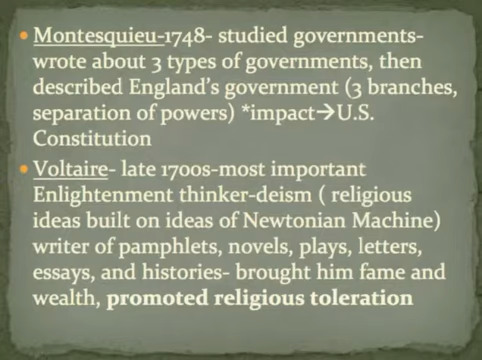 Montesquieu-1748- studied governments-
wrote about 3 types of governments, then
described England's government (3 branches,
separation of powers) *impact→U.S.
Constitution
Voltaire- late 1700s-most important
Enlightenment thinker-deism ( religious
ideas built on ideas of Newtonian Machine)
writer of pamphlets, novels, plays, letters,
essays, and histories- brought him fame and
wealth, promoted religious toleration